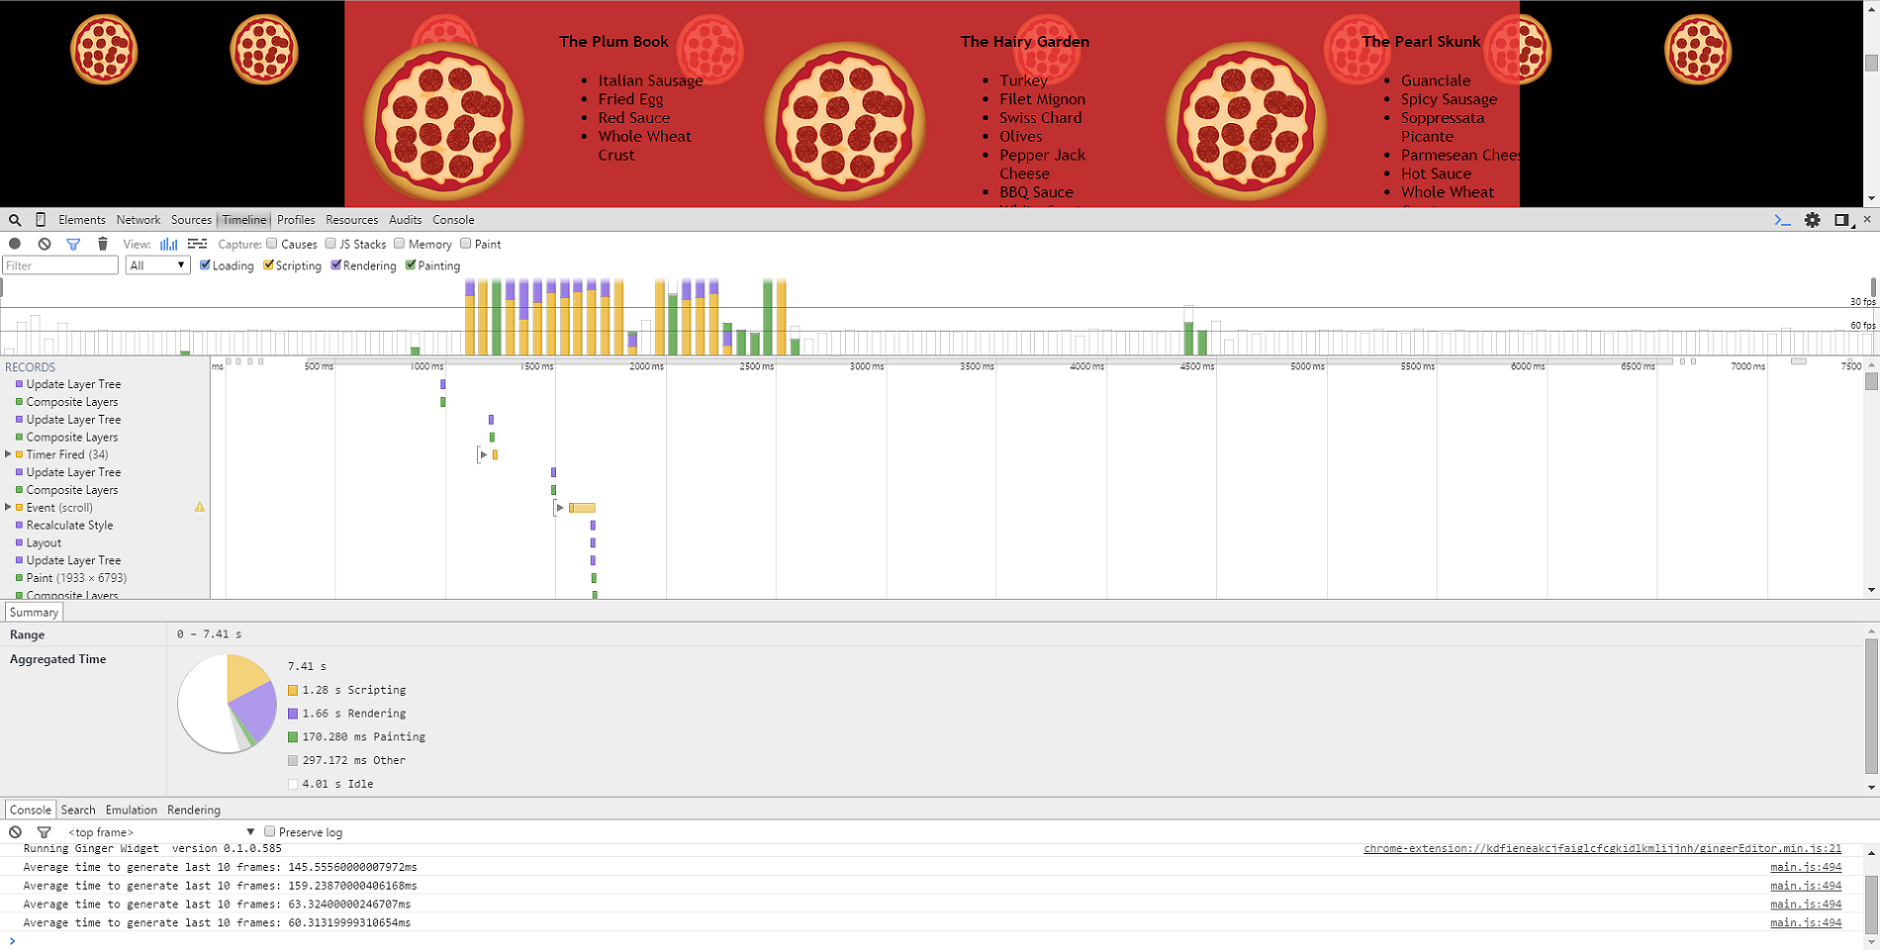 The Plum Book
Italian Sausage
Fried Egg
Red Sauce
Whole Wheat
Crust
The Hairy Garden
Turkey
Filet Mignon
Swiss Chard
Olives
Pepper Jack
Cheese
BBQ Sauce
The Pearl Skunk
Guanciale
Spicy Sausage
Soppressata
Picante
Parmesean Chees
Hot Sauce
Whole Wheat
Elements Network Sources Timeline Profiles Resources Audits Console
View: Capture: Causes JS Stacks Memory Paint
Filter All Loading Scripting Rendering Painting
30 fps
60 fps
RECORDS
ms 500 ms 1000 ms 1500 ms 2000 ms 2500 ms 3000 ms 3500 ms 4000 ms 4500 ms 5000 ms 5500 ms 6000 ms 6500 ms 7000 ms 7500
Update Layer Tree
Composite Layers
Update Layer Tree
Composite Layers
Timer Fired (34)
Update Layer Tree
Composite Layers
Event (scroll)
Recalculate Style
Layout
Update Layer Tree
Paint (1933 × 6793)
Composite Layers
Summary
Range 0 – 7.41 s
Aggregated Time
7.41 s
1.28 s Scripting
1.66 s Rendering
170.280 ms Painting
297.172 ms Other
4.01 s Idle
Console Search Emulation Rendering
<top frame> Preserve log
Running Ginger Widget version 0.1.0.585 chrome-extension://kdfieneakcjfaiglcfcgkidlkmlijjnh/gingerEditor.min.js:21
Average time to generate last 10 frames: 145.55560000007972ms main.js:494
Average time to generate last 10 frames: 159.23870000406168ms main.js:494
Average time to generate last 10 frames: 63.32400000246707ms main.js:494
Average time to generate last 10 frames: 60.31319999310654ms main.js:494